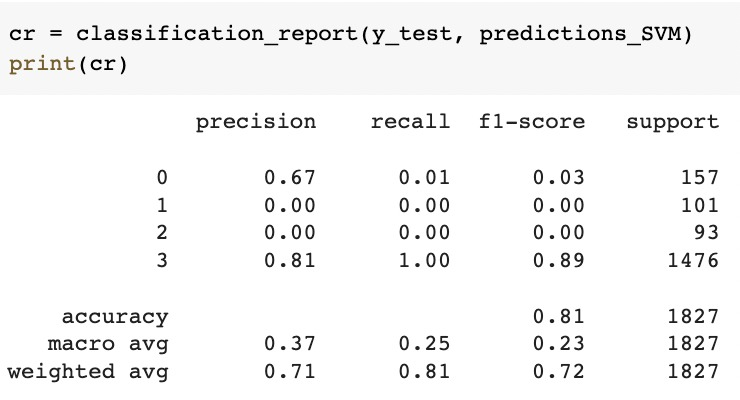 cr = classification_report(y_test, predictions_SVM)
print(cr)
precision recall f1-score support
0 0.67 0.01 0.03 157
1 0.00 0.00 0.00 101
2 0.00 0.00 0.00 93
3 0.81 1.00 0.89 1476
accuracy 0.81 1827
macro avg 0.37 0.25 0.23 1827
weighted avg 0.71 0.81 0.72 1827